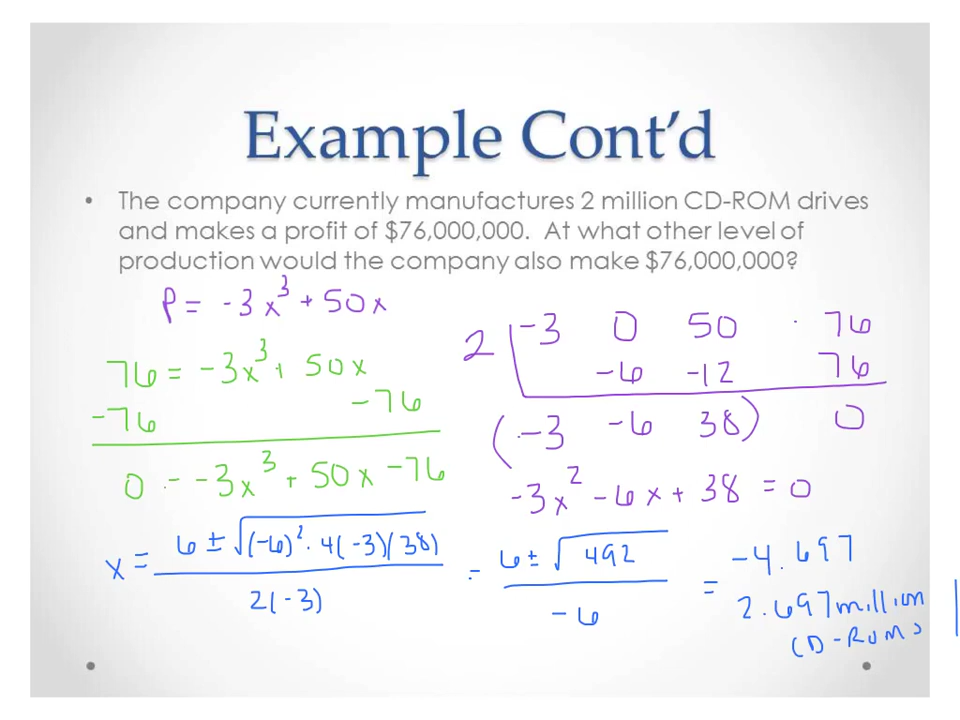 Example Cont'd
• The company currently manufactures 2 million CD-ROM drives
and makes a profit of $76,000,000. At what other level of
production would the company also make $76,000,000?
P = -3x³ + 50x
76 = -3x³ + 50x
-76 -76
0 = -3x³ + 50x -76
2 | -3 0 50 -76
-6 -12 76
(-3 -6 38) 0
-3x² -6x + 38 = 0
x = 6 ± √(-6)² - 4(-3)(38) / 2(-3) = 6 ± √492 / -6 = -4.697
2.697 million
CD-ROMs